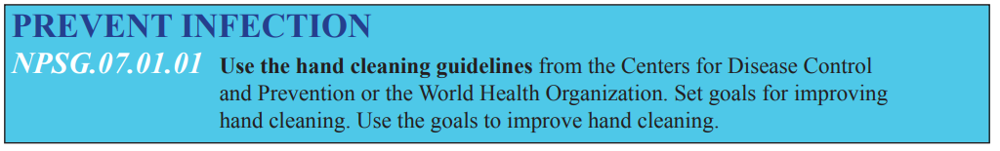 PREVENT INFECTION
NPSG.07.01.01 Use the hand cleaning guidelines from the Centers for Disease Control
and Prevention or the World Health Organization. Set goals for improving
hand cleaning. Use the goals to improve hand cleaning.